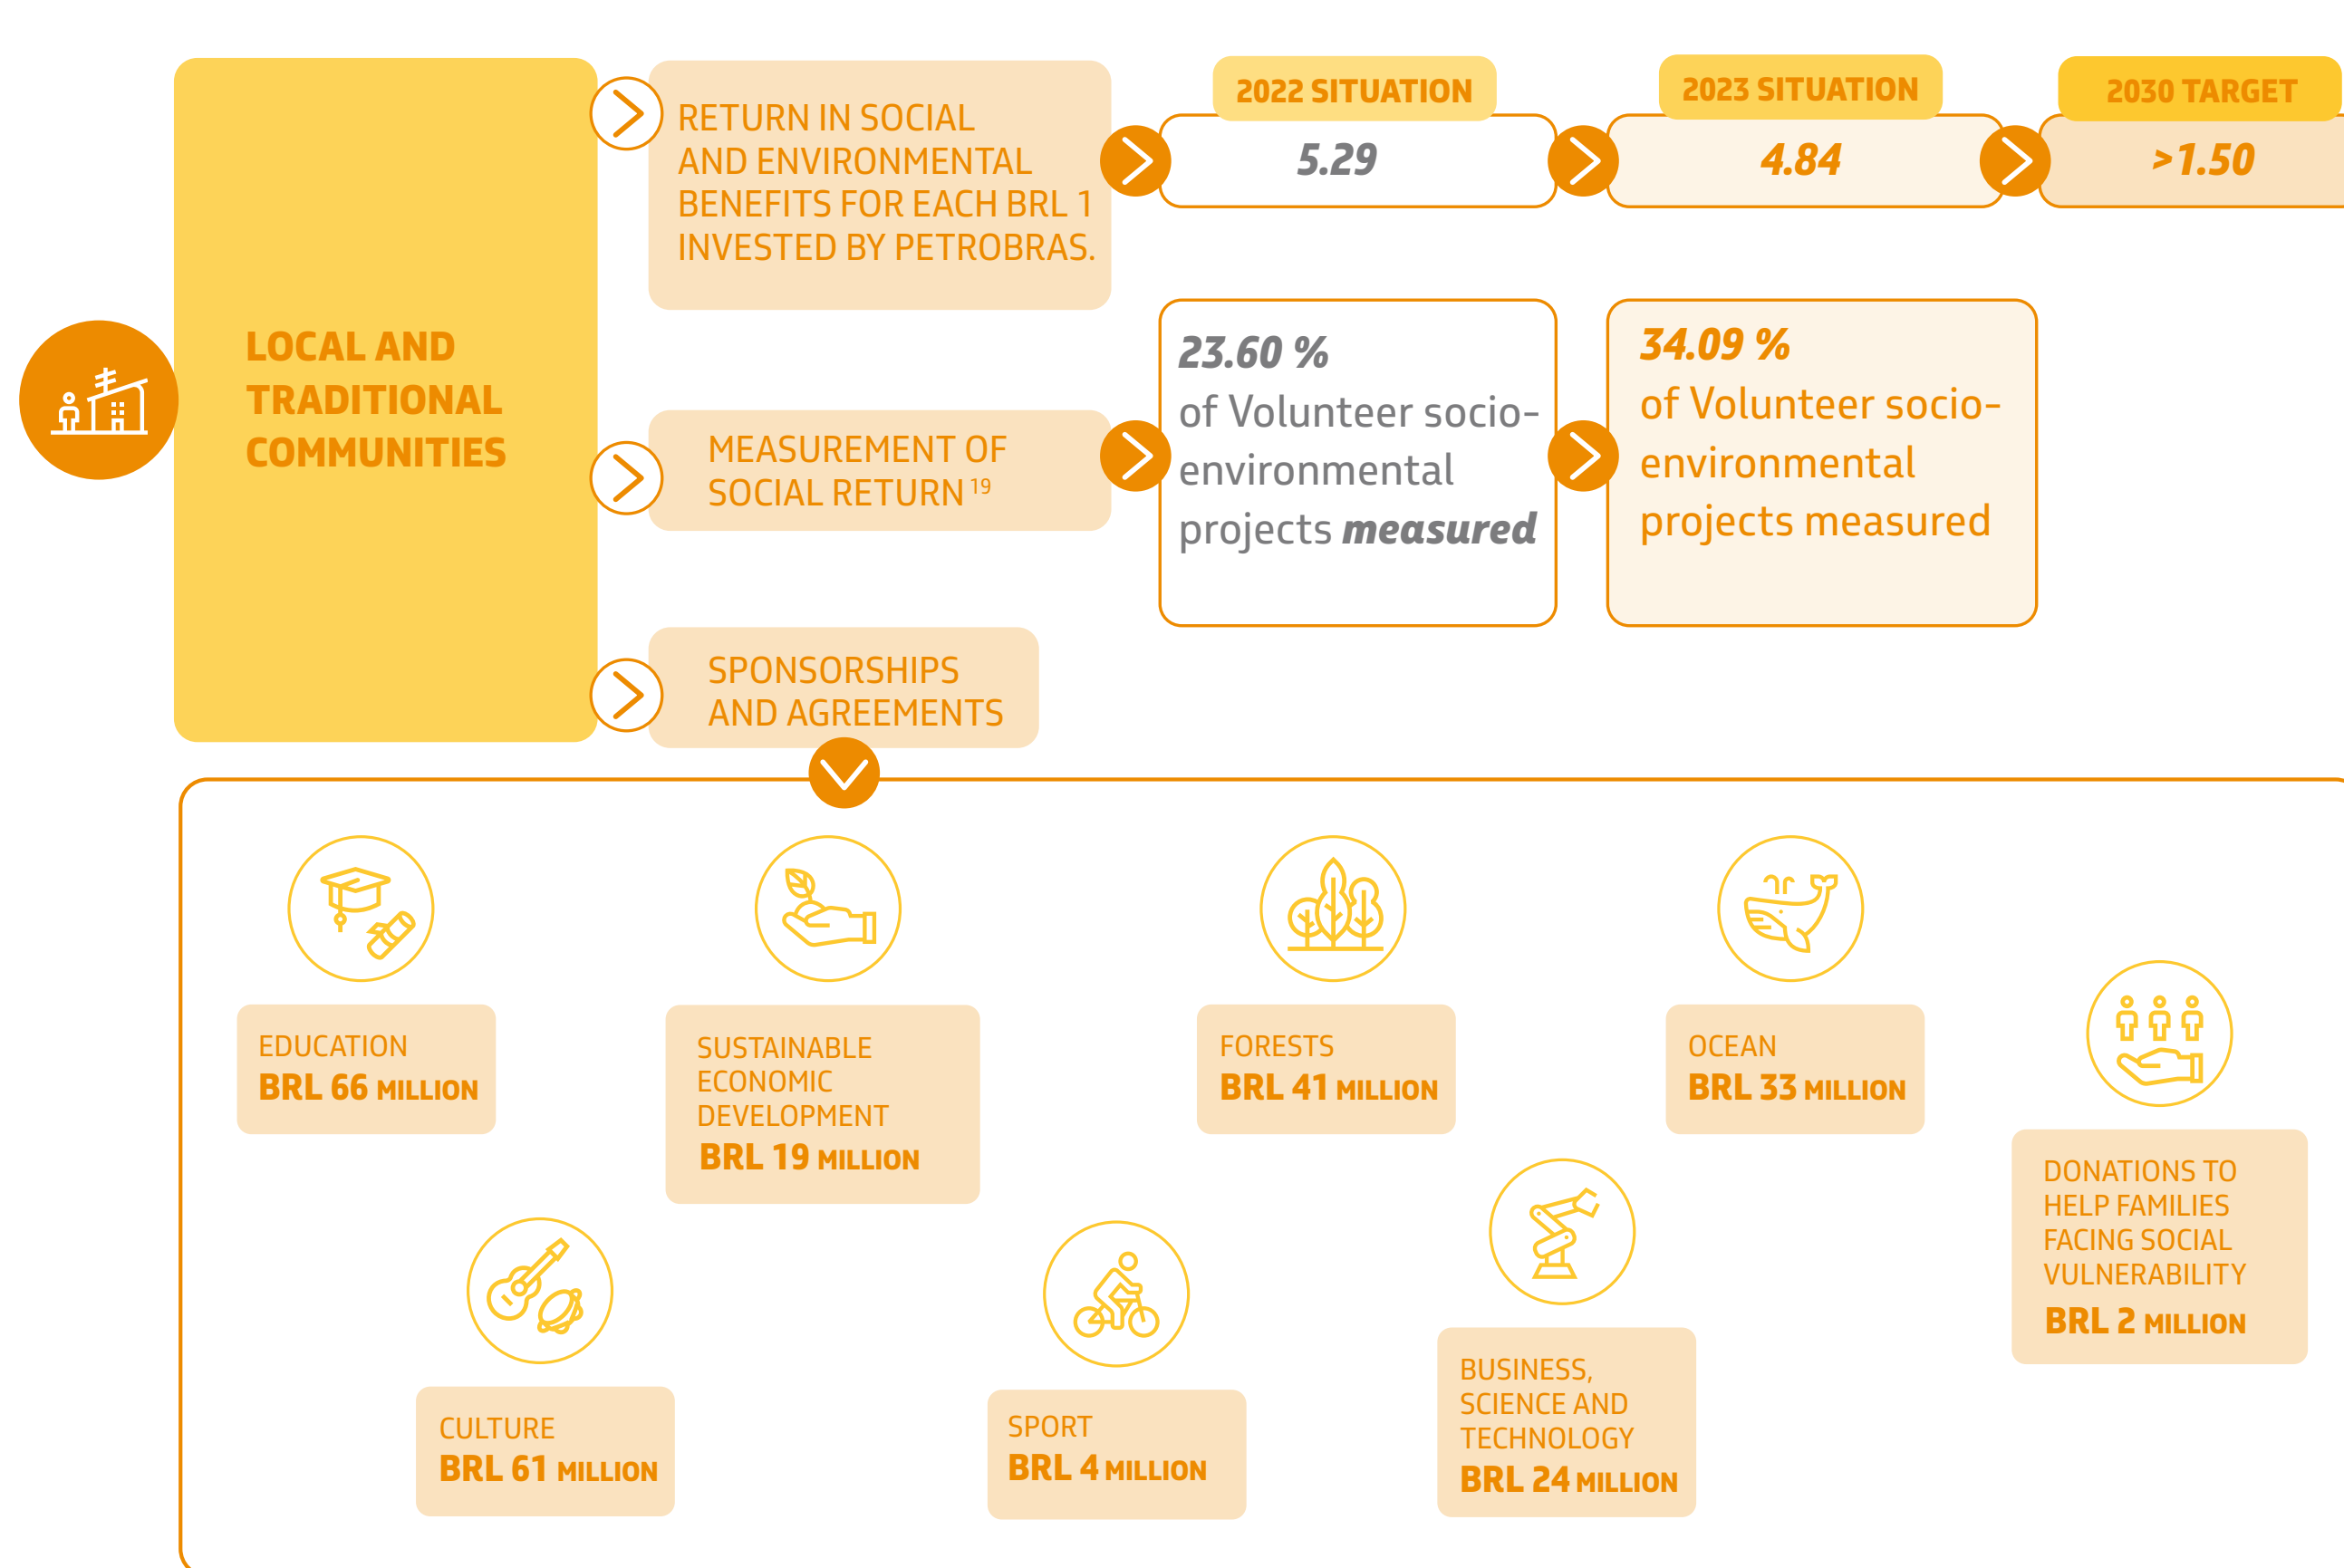 LOCAL AND
TRADITIONAL
COMMUNITIES
RETURN IN SOCIAL
AND ENVIRONMENTAL
BENEFITS FOR EACH BRL 1
INVESTED BY PETROBRAS.
2022 SITUATION
5.29
2023 SITUATION
4.84
2030 TARGET
>1.50
MEASUREMENT OF
SOCIAL RETURN 19
23.60 %
of Volunteer socio-
environmental
projects measured
34.09 %
of Volunteer socio-
environmental
projects measured
SPONSORSHIPS
AND AGREEMENTS
EDUCATION
BRL 66 MILLION
SUSTAINABLE
ECONOMIC
DEVELOPMENT
BRL 19 MILLION
FORESTS
BRL 41 MILLION
OCEAN
BRL 33 MILLION
DONATIONS TO
HELP FAMILIES
FACING SOCIAL
VULNERABILITY
BRL 2 MILLION
CULTURE
BRL 61 MILLION
SPORT
BRL 4 MILLION
BUSINESS,
SCIENCE AND
TECHNOLOGY
BRL 24 MILLION